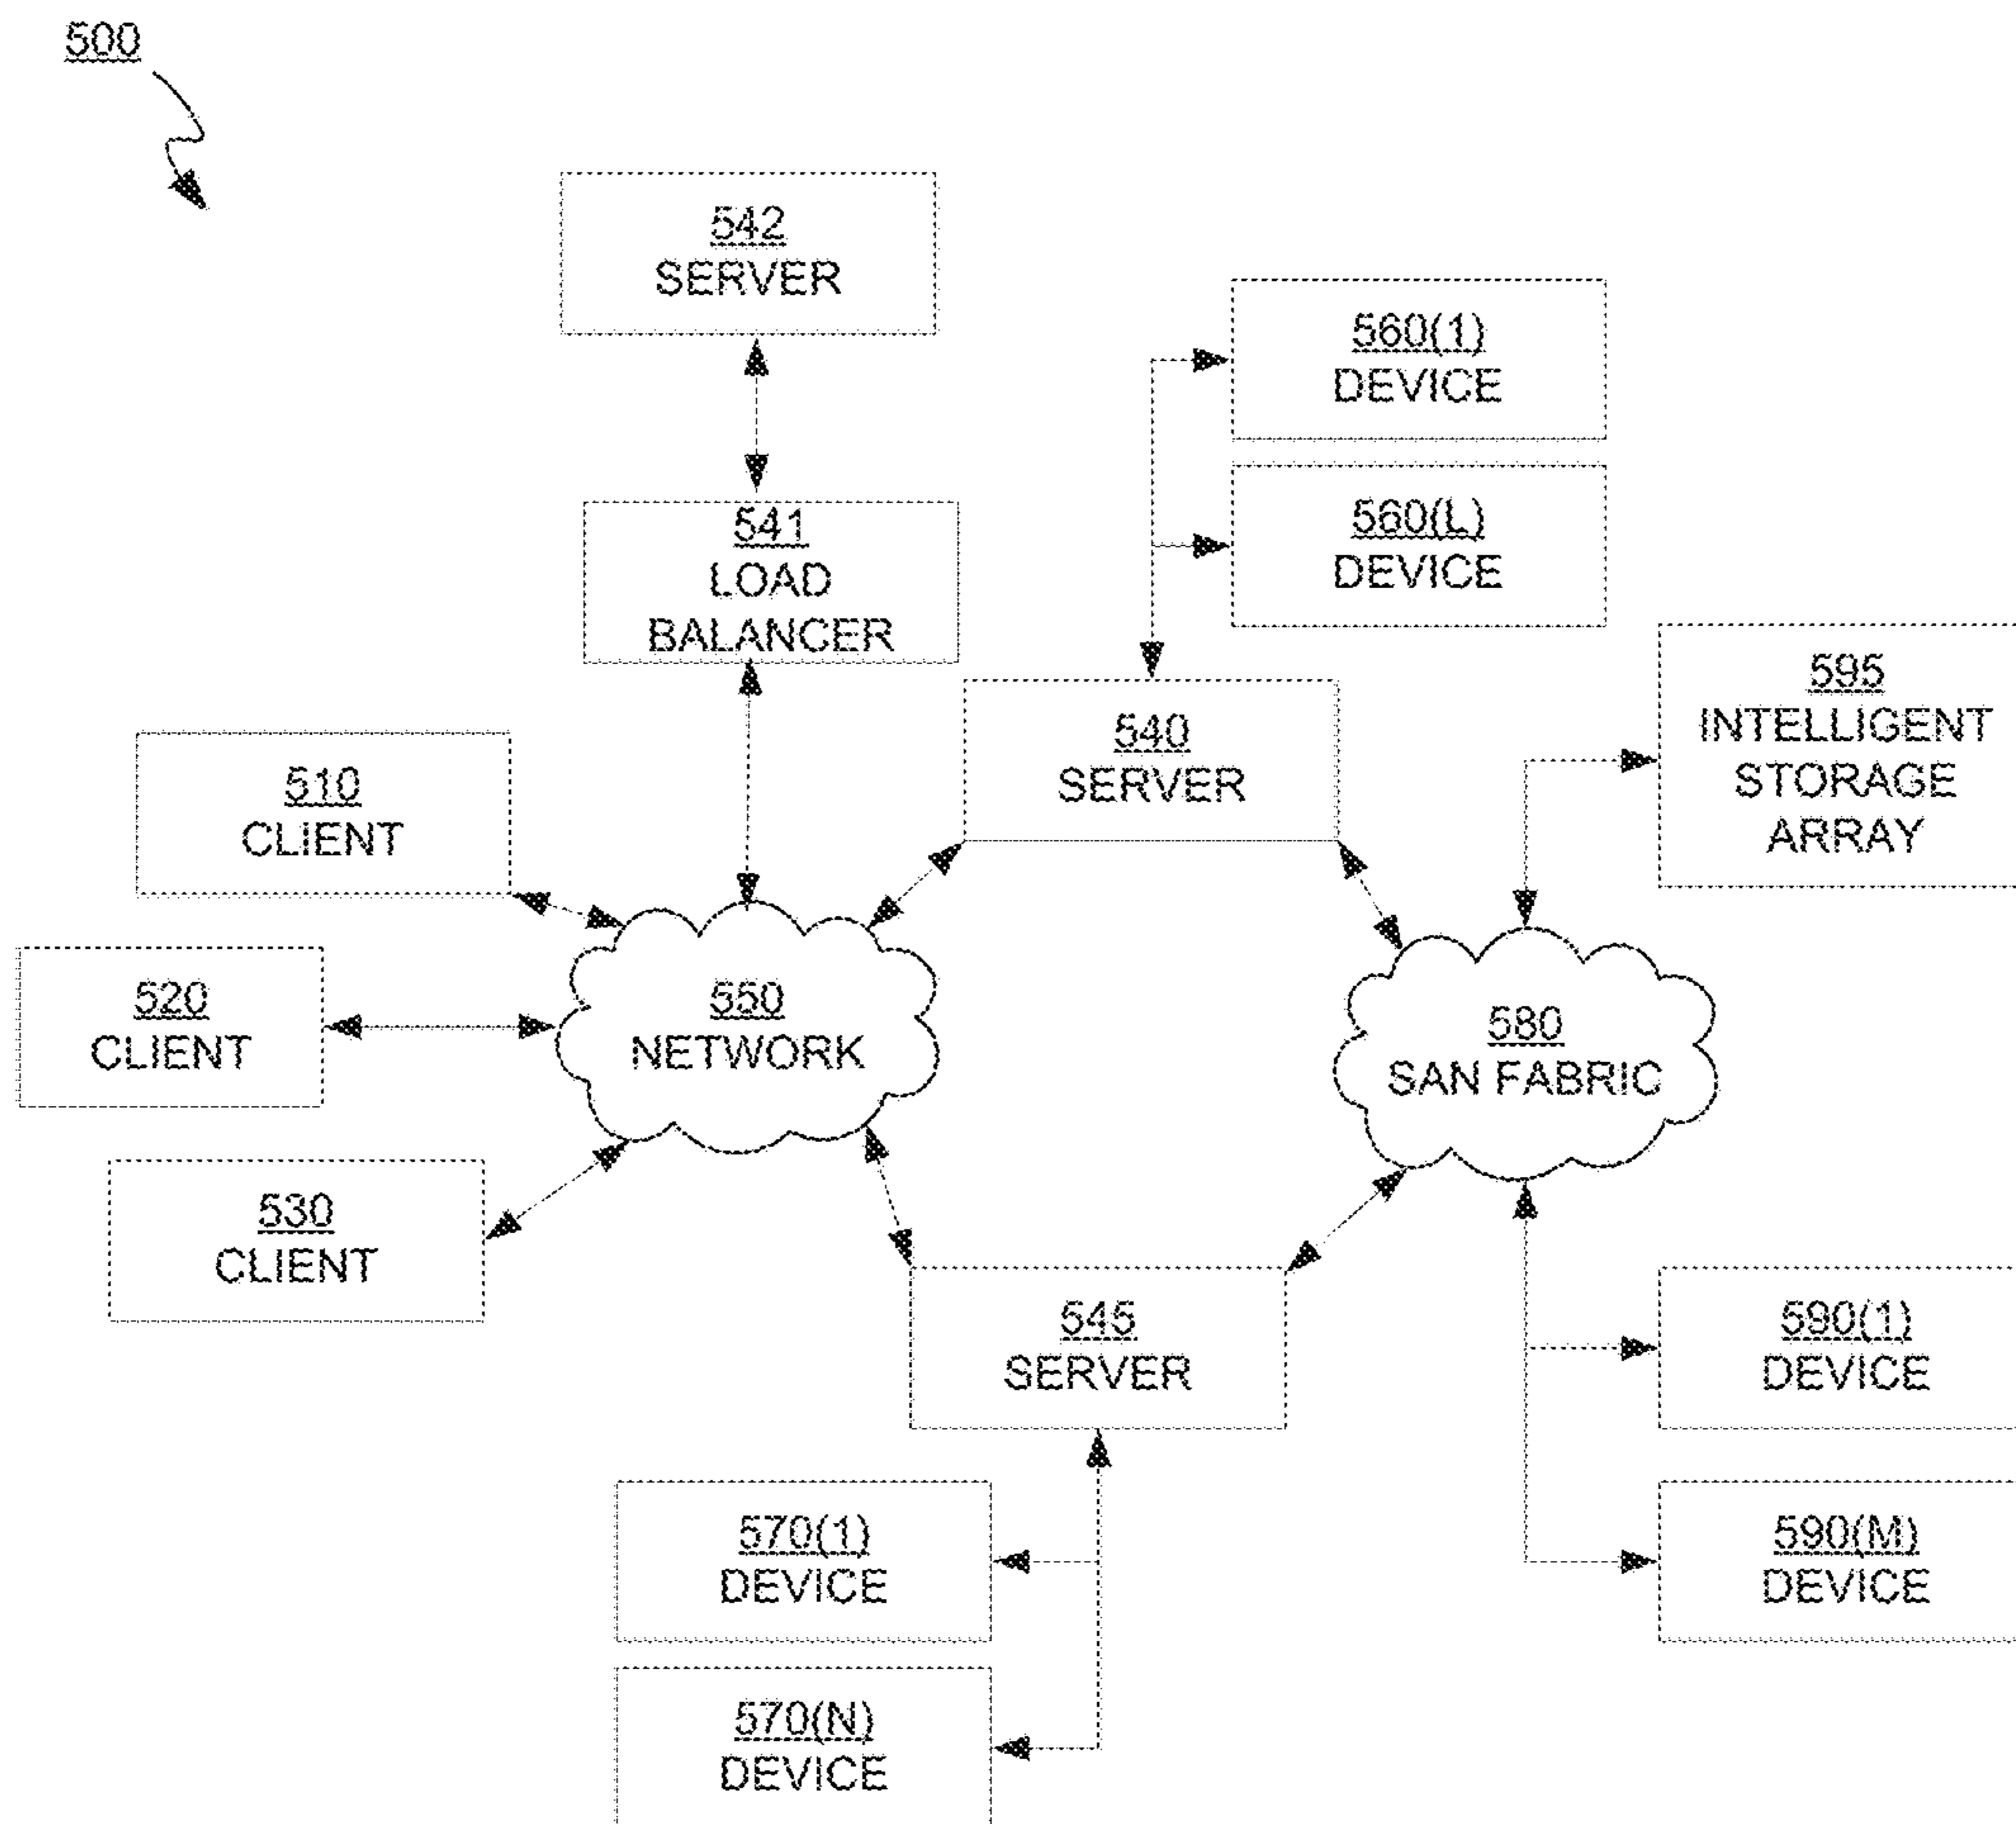 500
542
SERVER
560(1)
DEVICE
541
LOAD
BALANCER
560(L)
DEVICE
595
INTELLIGENT
STORAGE
ARRAY
540
SERVER
510
CLIENT
520
CLIENT
550
NETWORK
580
SAN FABRIC
530
CLIENT
545
SERVER
590(1)
DEVICE
570(1)
DEVICE
590(M)
DEVICE
570(N)
DEVICE